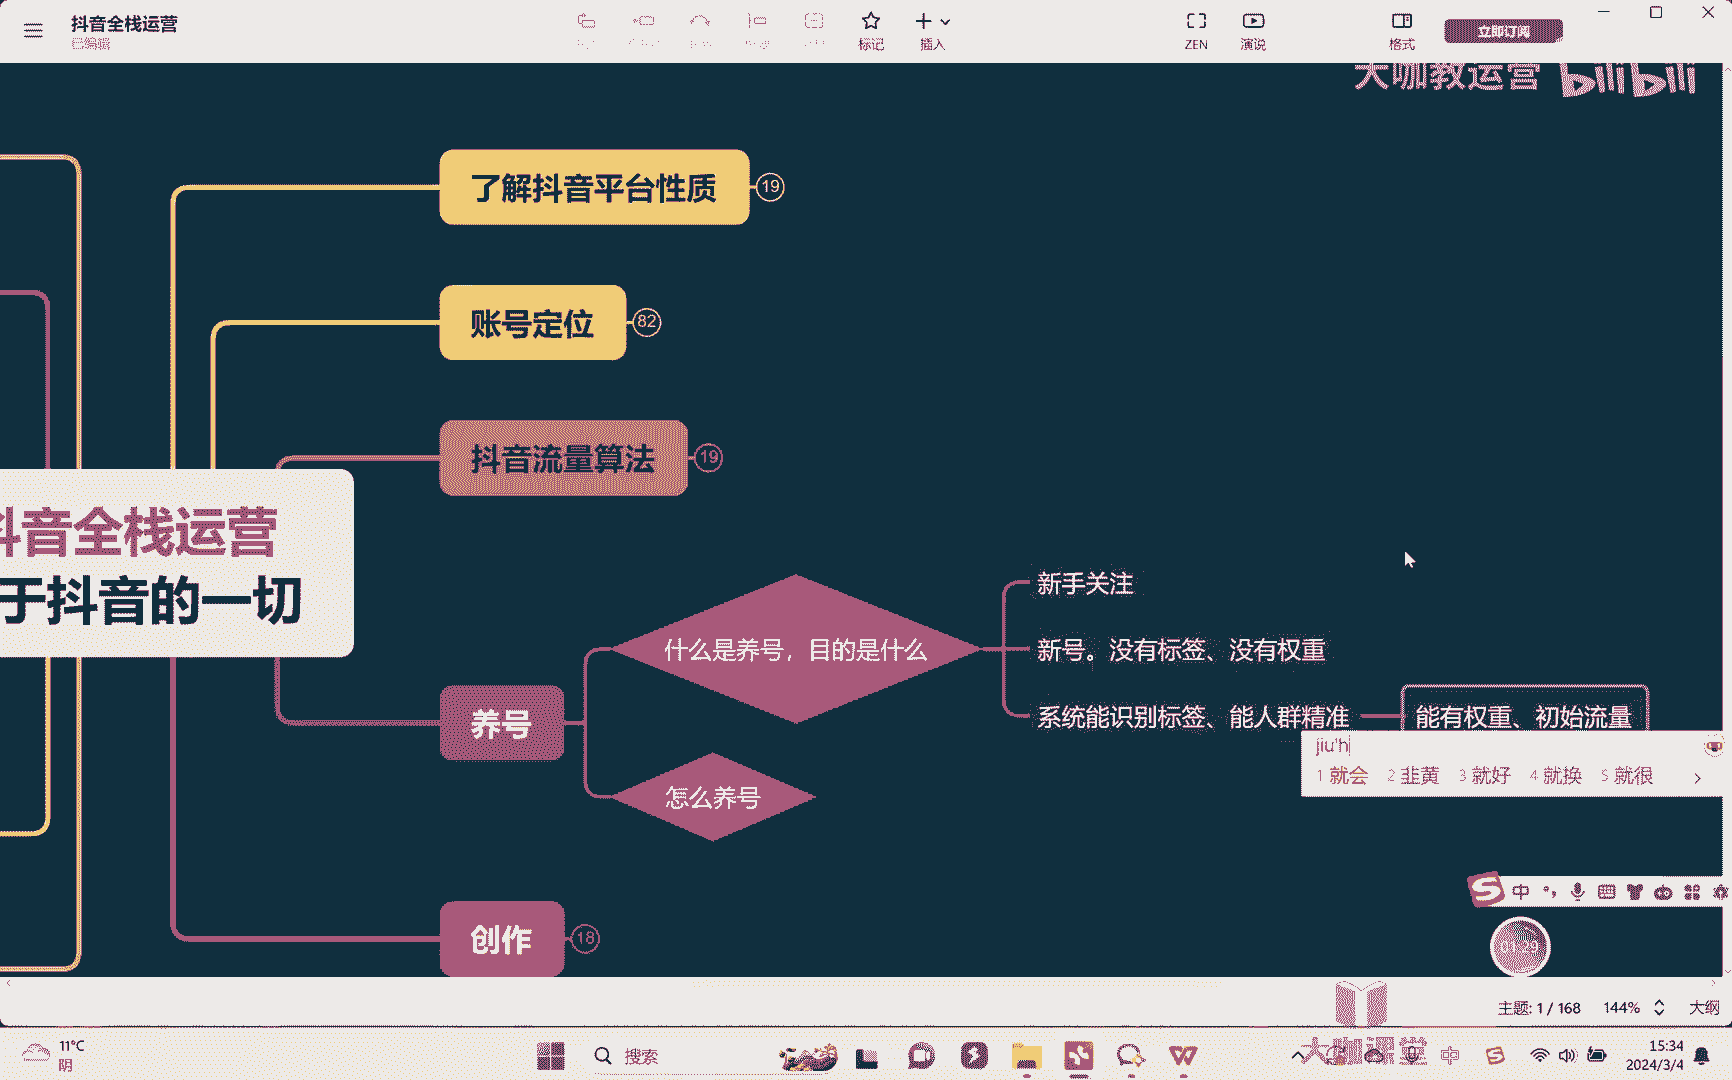 抖音全栈运营
已编辑
标记
插入
ZEN
演说
格式
立即订阅
大咖教运营 bilibili
了解抖音平台性质 19
账号定位 82
抖音流量算法 19
抖音全栈运营
于抖音的一切
新手关注
什么是养号，目的是什么
新号。没有标签、没有权重
系统能识别标签、能人群精准
能有权重、初始流量
养号
怎么养号
jiu'h
1 就会 2 韭黄 3 就好 4 就换 5 就很
中
创作 18
主题: 1 / 168 144% 大纲
大咖课堂
11°C
阴
搜索
中
15:34
2024/3/4